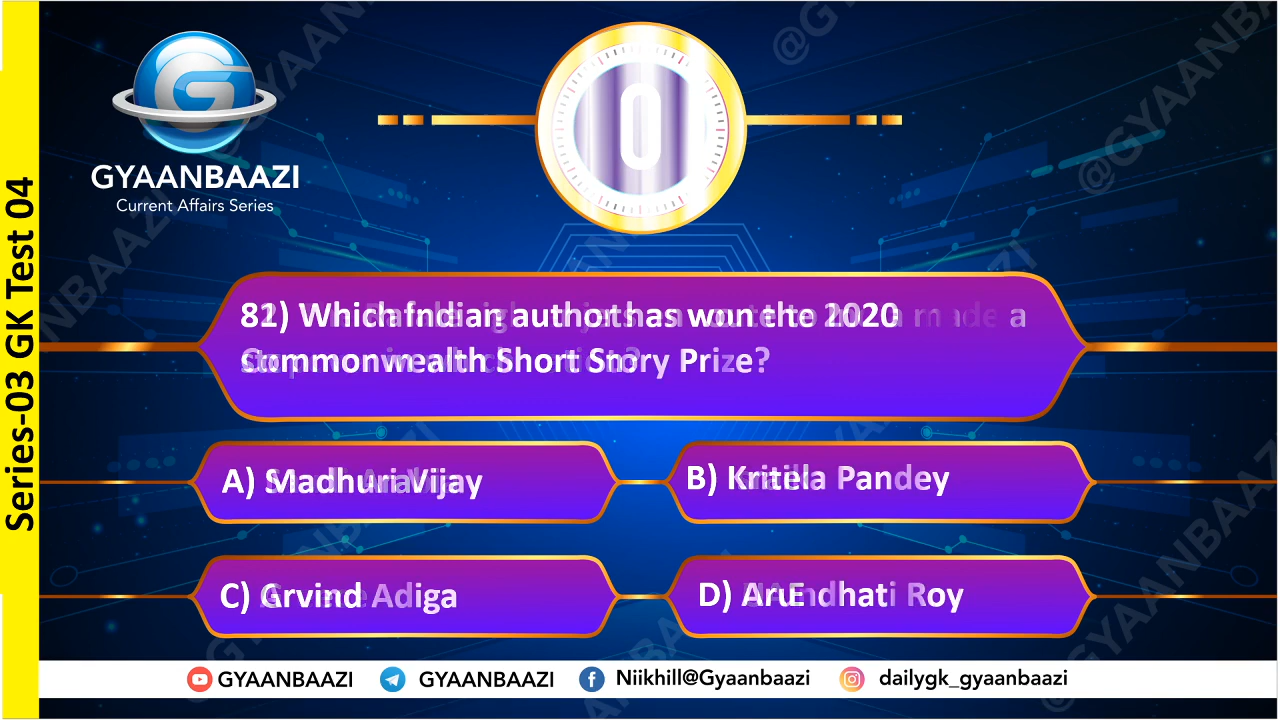 Series-03 GK Test 04
G
GYAANBAAZI
Current Affairs Series
0
81) Which Indian author has won the 2020
Commonwealth Short Story Prize?
A) Madhuri Vijay
B) Kritika Pandey
C) Arvind Adiga
D) Arundhati Roy
GYAANBAAZI GYAANBAAZI Niikhill@Gyaanbaazi dailygk_gyaanbaazi